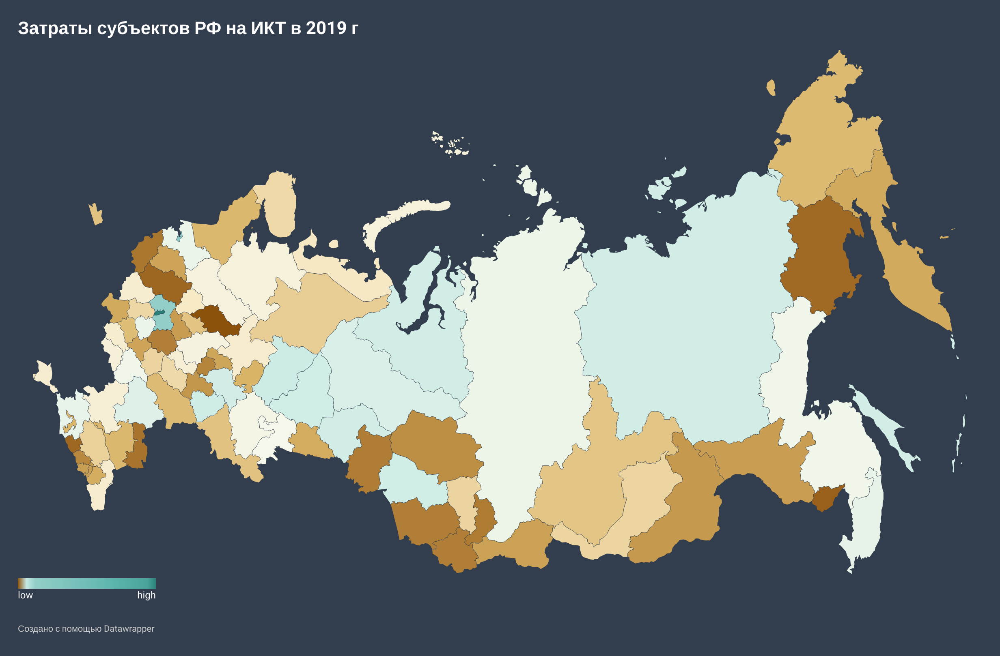 Затраты субъектов РФ на ИКТ в 2019 г
low high
Создано с помощью Datawrapper